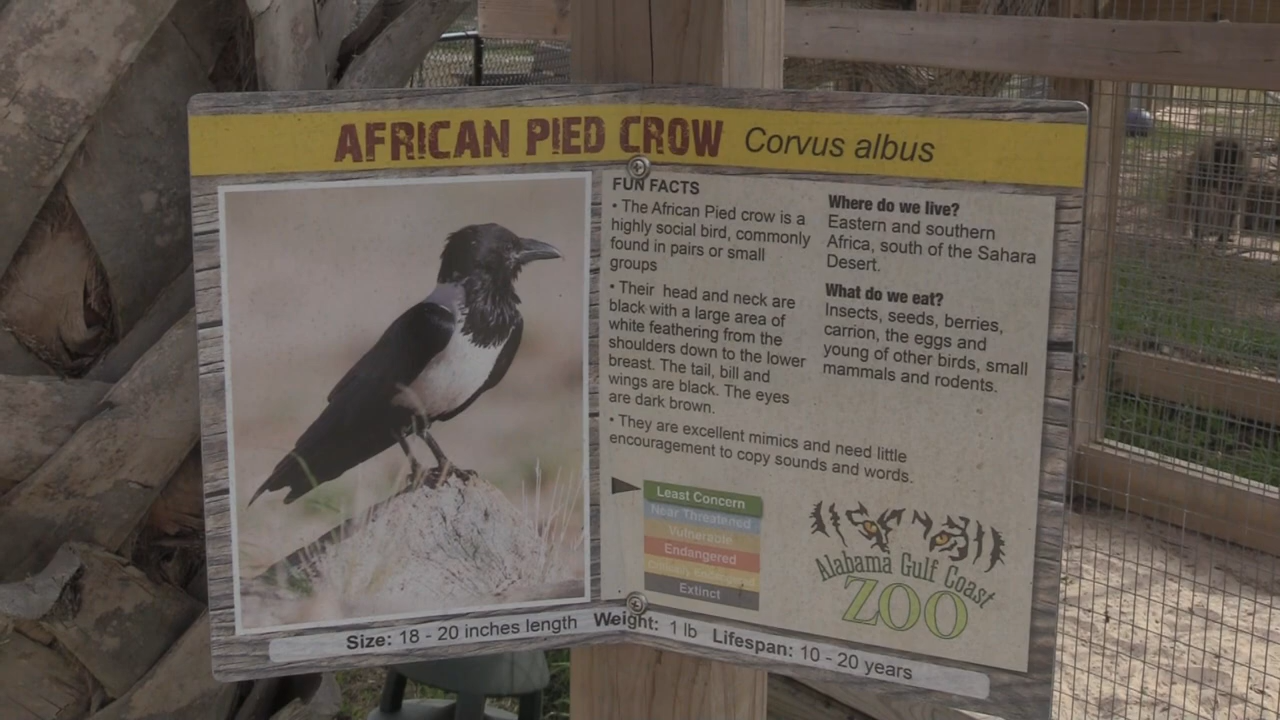 AFRICAN PIED CROW Corvus albus
FUN FACTS
• The African Pied crow is a
highly social bird, commonly
found in pairs or small
groups
• Their head and neck are
black with a large area of
white feathering from the
shoulders down to the lower
breast. The tail, bill and
wings are black. The eyes
are dark brown.
• They are excellent mimics and need little
encouragement to copy sounds and words.
Where do we live?
Eastern and southern
Africa, south of the Sahara
Desert.
What do we eat?
Insects, seeds, berries,
carrion, the eggs and
young of other birds, small
mammals and rodents.
Least Concern
Near Threatened
Vulnerable
Endangered
Critically Endangered
Extinct
Alabama Gulf Coast
ZOO
Size: 18 - 20 inches length Weight: 1 lb Lifespan: 10 - 20 years